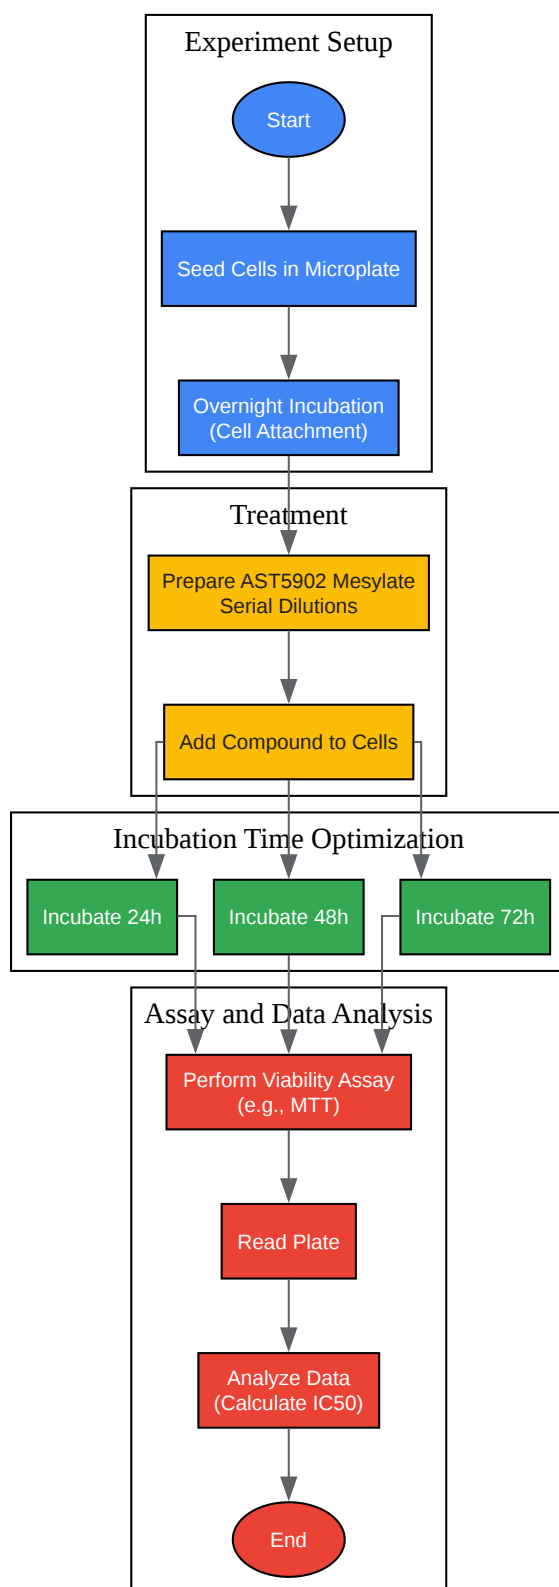 Experiment Setup
Start
Seed Cells in Microplate
Overnight Incubation
(Cell Attachment)
Treatment
Prepare AST5902 Mesylate
Serial Dilutions
Add Compound to Cells
Incubation Time Optimization
Incubate 24h
Incubate 48h
Incubate 72h
Assay and Data Analysis
Perform Viability Assay
(e.g., MTT)
Read Plate
Analyze Data
(Calculate IC50)
End